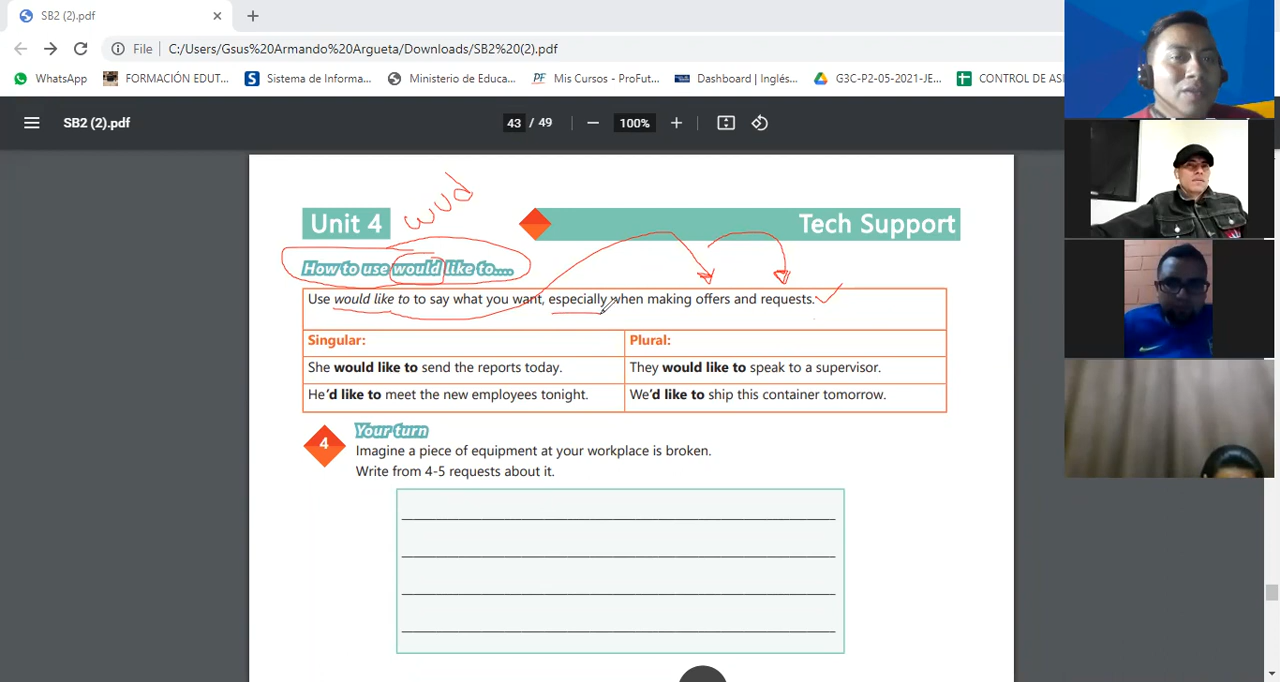 SB2 (2).pdf
File
C:/Users/Gsus%20Armando%20Argueta/Downloads/SB2%20(2).pdf
WhatsApp
FORMACIÓN EDUT...
Sistema de Informa...
Ministerio de Educa...
Mis Cursos - ProFut...
Dashboard | Inglés...
G3C-P2-05-2021-JE...
CONTROL DE ASI
SB2 (2).pdf
43 / 49
100%
wud
Unit 4
Tech Support
How to use would like to....
Use would like to to say what you want, especially when making offers and requests.
Singular:
Plural:
She would like to send the reports today.
They would like to speak to a supervisor.
He'd like to meet the new employees tonight.
We'd like to ship this container tomorrow.
4
Your turn
Imagine a piece of equipment at your workplace is broken.
Write from 4-5 requests about it.